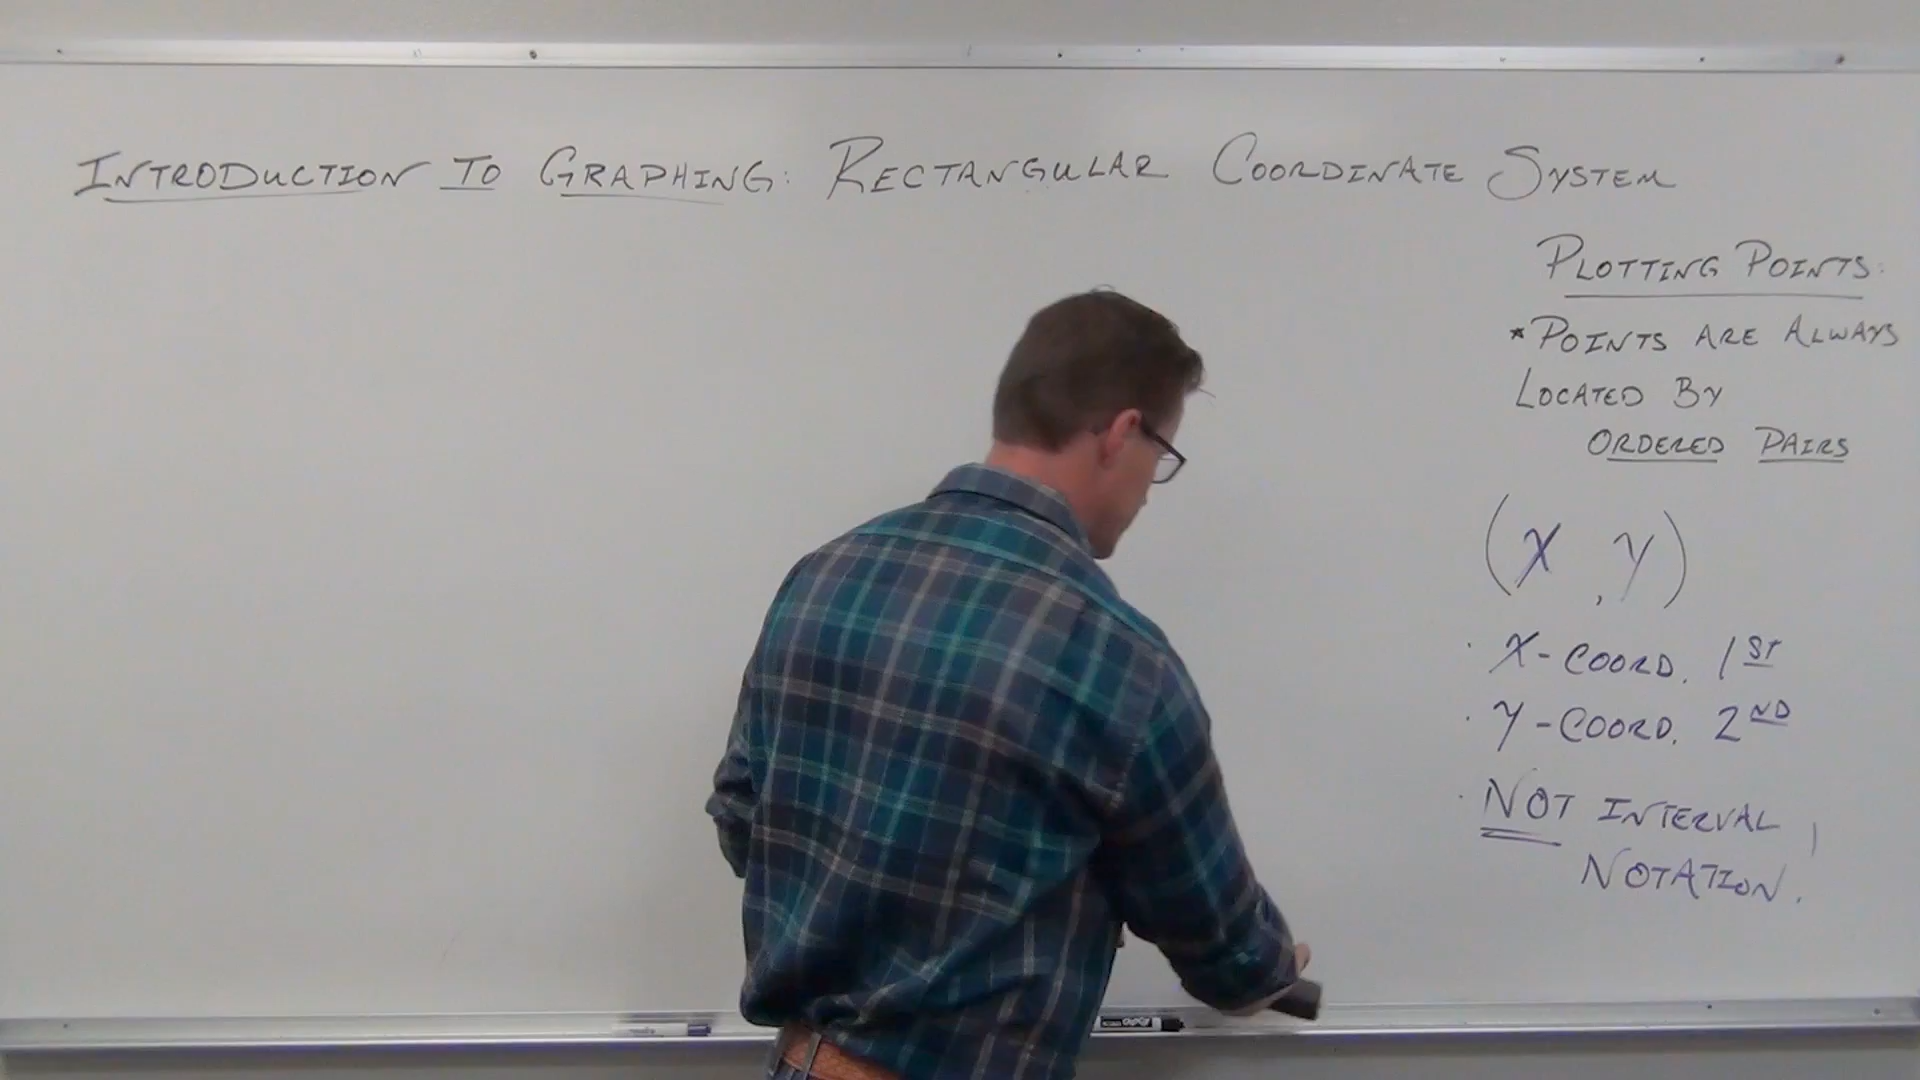 INTRODUCTION TO GRAPHING: RECTANGULAR COORDINATE SYSTEM
PLOTTING POINTS:
* POINTS ARE ALWAYS
LOCATED BY
ORDERED PAIRS
(X, Y)
· X-COORD. 1ST
· Y-COORD. 2ND
· NOT INTERVAL
NOTATION.
EXPO